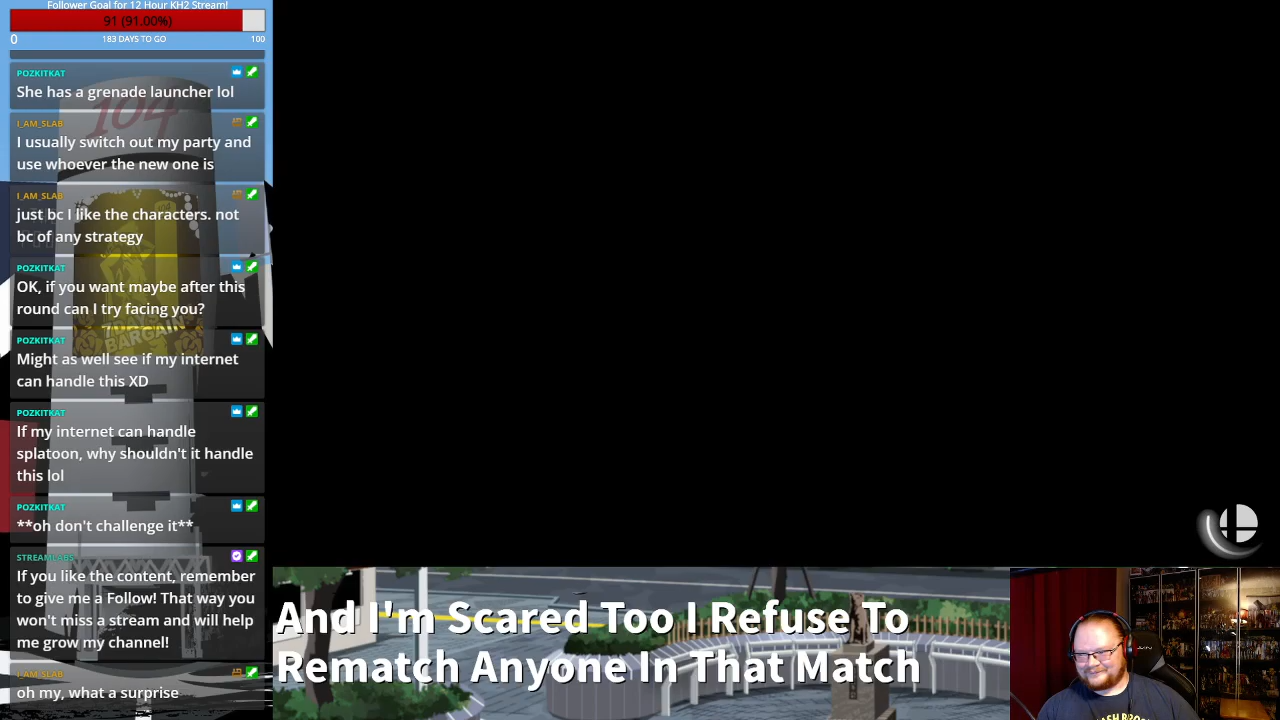 Follower Goal for 12 Hour KH2 Stream!
91 (91.00%)
0 183 DAYS TO GO 100
POZKITKAT
She has a grenade launcher lol
104
I_AM_SLAB
I usually switch out my party and
use whoever the new one is
I_AM_SLAB
just bc I like the characters. not
bc of any strategy
POZKITKAT
OK, if you want maybe after this
round can I try facing you?
BARGAIN
POZKITKAT
Might as well see if my internet
can handle this XD
POZKITKAT
If my internet can handle
splatoon, why shouldn't it handle
this lol
POZKITKAT
**oh don't challenge it**
STREAMLABS
If you like the content, remember
to give me a Follow! That way you
won't miss a stream and will help
me grow my channel!
I_AM_SLAB
oh my, what a surprise
And I'm Scared Too I Refuse To
Rematch Anyone In That Match